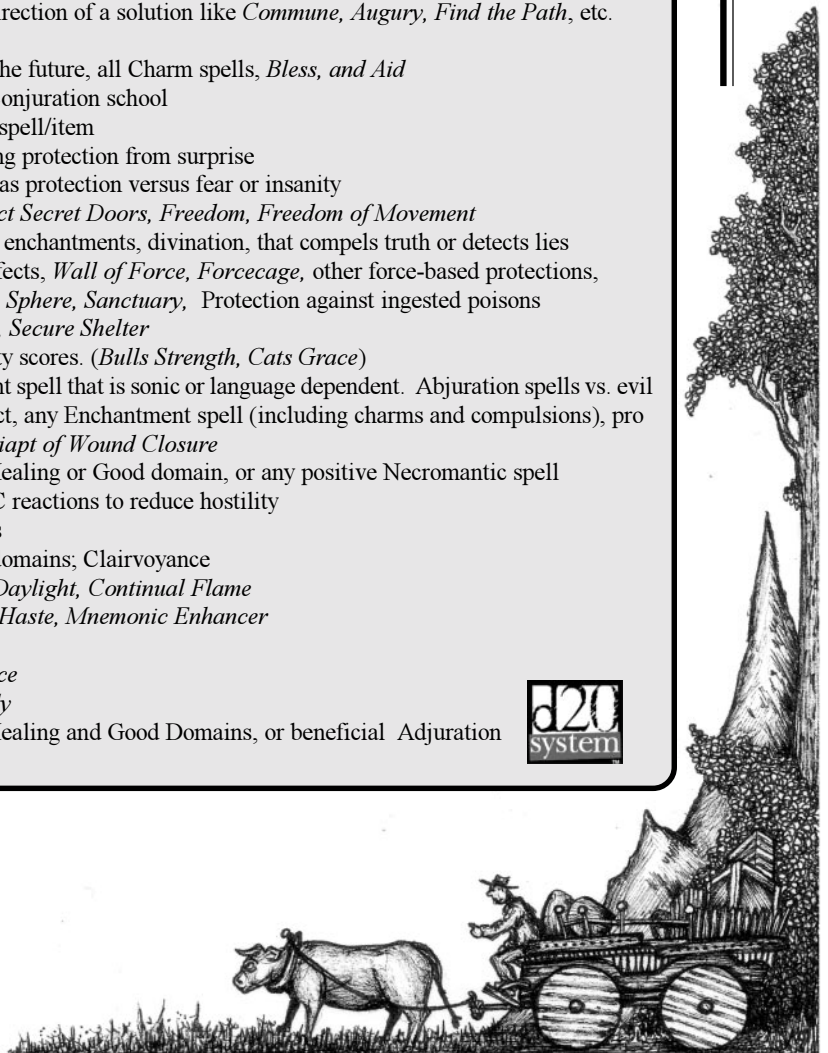 irection of a solution like Commune, Augury, Find the Path, etc.
he future, all Charm spells, Bless, and Aid
onjuration school
spell/item
ng protection from surprise
as protection versus fear or insanity
ct Secret Doors, Freedom, Freedom of Movement
enchantments, divination, that compels truth or detects lies
fects, Wall of Force, Forcecage, other force-based protections,
Sphere, Sanctuary, Protection against ingested poisons
, Secure Shelter
ty scores. (Bulls Strength, Cats Grace)
nt spell that is sonic or language dependent. Abjuration spells vs. evil
ct, any Enchantment spell (including charms and compulsions), pro
iapt of Wound Closure
Healing or Good domain, or any positive Necromantic spell
C reactions to reduce hostility
s
omains; Clairvoyance
Daylight, Continual Flame
Haste, Mnemonic Enhancer
ce
ly
Healing and Good Domains, or beneficial Adjuration
d20
system
TM